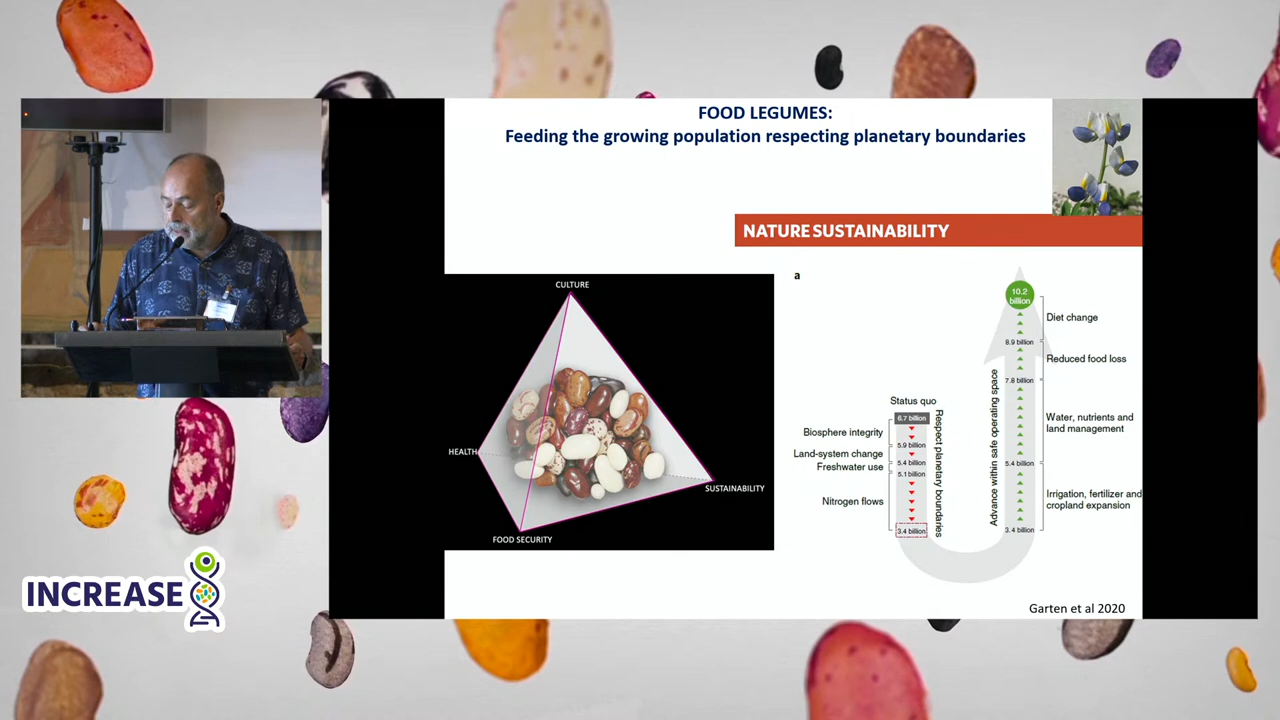 FOOD LEGUMES:
Feeding the growing population respecting planetary boundaries
NATURE SUSTAINABILITY
CULTURE
HEALTH
SUSTAINABILITY
FOOD SECURITY
a
Status quo
6.7 billion
Biosphere integrity
5.9 billion
Land-system change
5.4 billion
Freshwater use
5.1 billion
Nitrogen flows
3.4 billion
Respect planetary boundaries
Advance within safe operating space
10.2
billion
Diet change
8.9 billion
Reduced food loss
7.8 billion
Water, nutrients and
land management
5.4 billion
Irrigation, fertilizer and
cropland expansion
3.4 billion
Garten et al 2020
INCREASE